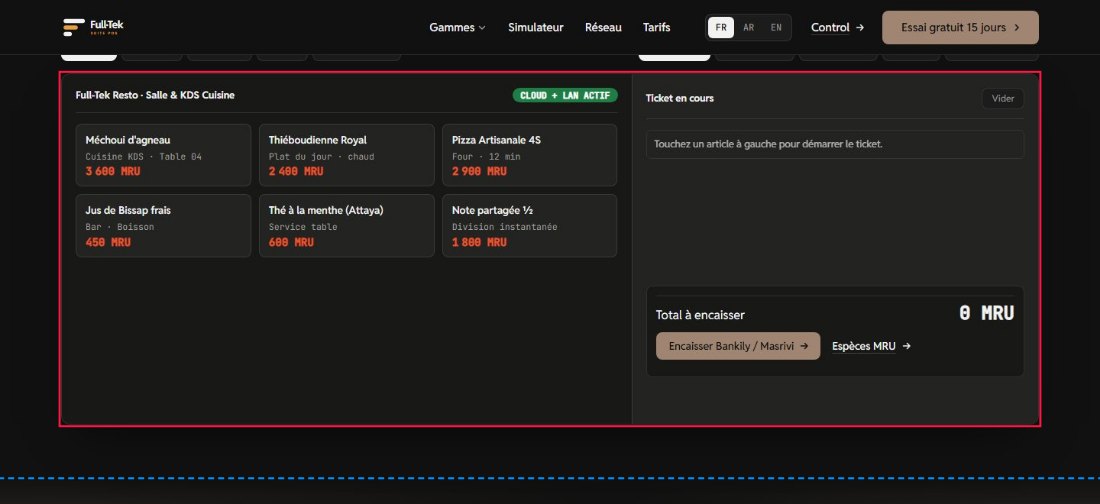 Full-Tek
SUITE POS
Gammes
Simulateur
Réseau
Tarifs
FR AR EN
Control →
Essai gratuit 15 jours
Full-Tek Resto · Salle & KDS Cuisine
CLOUD + LAN ACTIF
Méchoui d'agneau
Cuisine KDS · Table 04
3 600 MRU
Thiéboudienne Royal
Plat du jour · chaud
2 400 MRU
Pizza Artisanale 4S
Four · 12 min
2 900 MRU
Jus de Bissap frais
Bar · Boisson
450 MRU
Thé à la menthe (Attaya)
Service table
600 MRU
Note partagée ½
Division instantanée
1 800 MRU
Ticket en cours
Vider
Touchez un article à gauche pour démarrer le ticket.
Total à encaisser
0 MRU
Encaisser Bankily / Masrivi →
Espèces MRU →